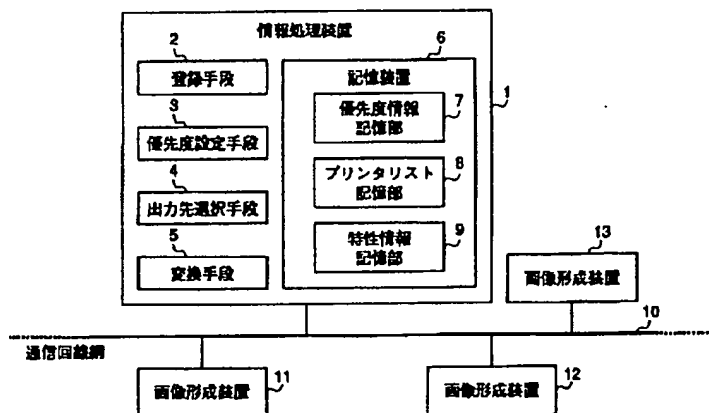 情報処理装置
1
2
登録手段
3
優先度設定手段
4
出力先選択手段
5
変換手段
6
記憶装置
優先度情報
記憶部
7
プリンタリスト
記憶部
8
特性情報
記憶部
9
13
画像形成装置
10
通信回線網
画像形成装置
11
画像形成装置
12